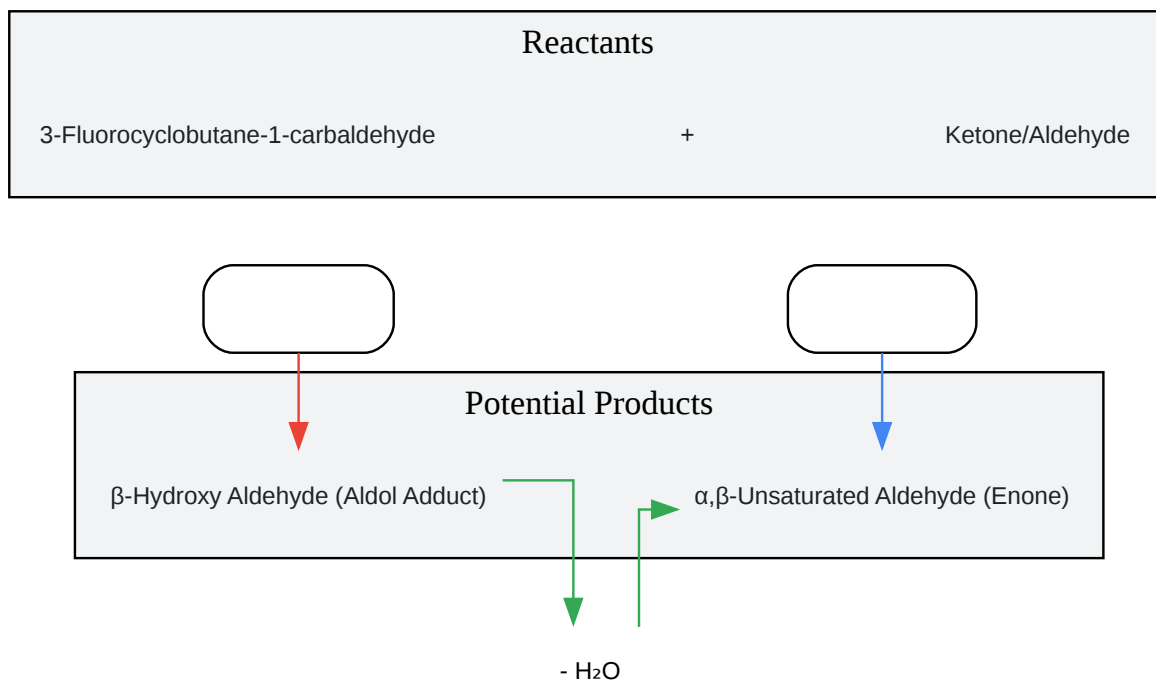 Reactants
3-Fluorocyclobutane-1-carbaldehyde + Ketone/Aldehyde
Potential Products
β-Hydroxy Aldehyde (Aldol Adduct) α,β-Unsaturated Aldehyde (Enone)
- H₂O